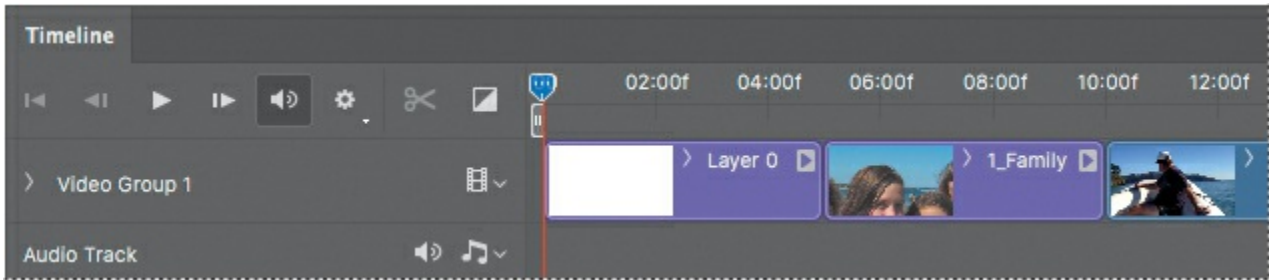 Timeline
02:00f 04:00f 06:00f 08:00f 10:00f 12:00f
Video Group 1 Layer 0 1_Family
Audio Track